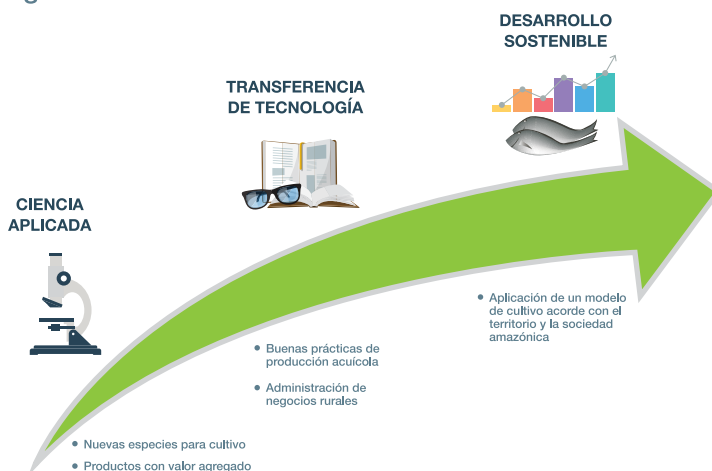 DESARROLLO
SOSTENIBLE
TRANSFERENCIA
DE TECNOLOGÍA
CIENCIA
APLICADA
• Aplicación de un modelo
de cultivo acorde con el
territorio y la sociedad
amazónica
• Buenas prácticas de
producción acuícola
• Administración de
negocios rurales
• Nuevas especies para cultivo
• Productos con valor agregado